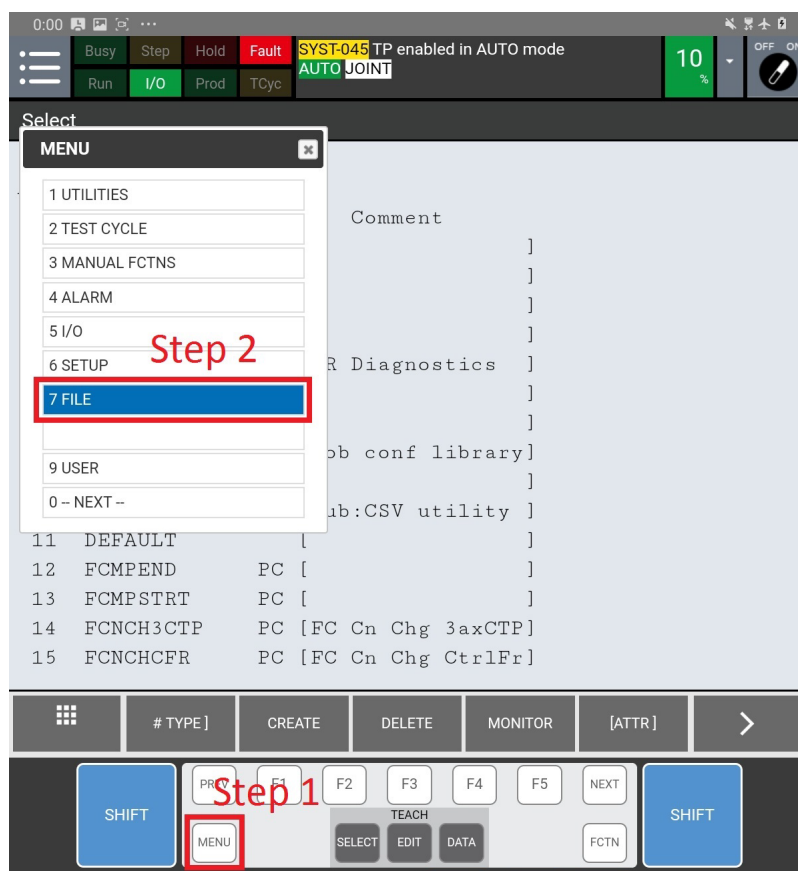 0:00
Busy Step Hold Fault SYST-045 TP enabled in AUTO mode
Run I/O Prod TCyc AUTO JOINT
10 %
OFF ON
Select
MENU
1 UTILITIES
2 TEST CYCLE
3 MANUAL FCTNS
4 ALARM
5 I/O
6 SETUP
7 FILE
9 USER
0 -- NEXT --
Step 2
Comment
]
]
]
]
R Diagnostics ]
]
]
ob conf library]
]
ub:CSV utility ]
11 DEFAULT [ ]
12 FCMPEND PC [ ]
13 FCMPSTRT PC [ ]
14 FCNCH3CTP PC [FC Cn Chg 3axCTP]
15 FCNCHCFR PC [FC Cn Chg CtrlFr]
# TYPE ] CREATE DELETE MONITOR [ATTR ] >
SHIFT PREV F1 F2 F3 F4 F5 NEXT SHIFT
Step 1
TEACH
MENU SELECT EDIT DATA FCTN